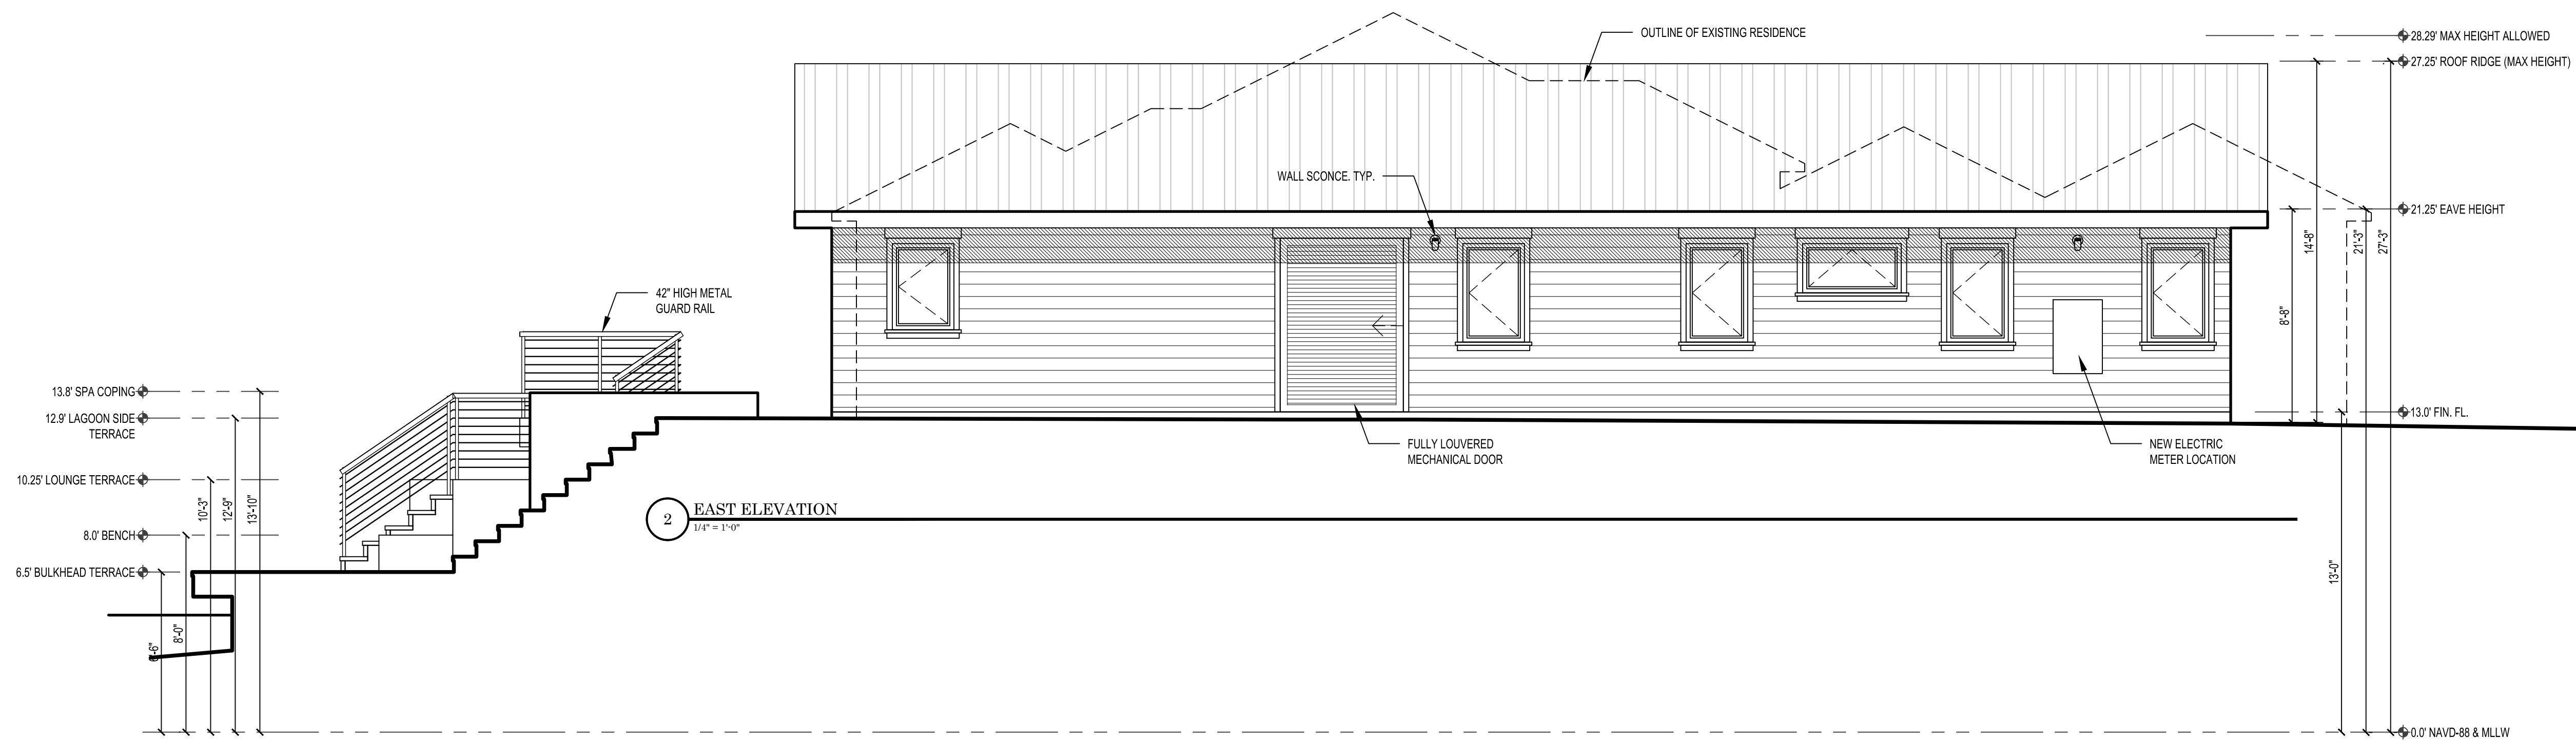 OUTLINE OF EXISTING RESIDENCE
28.29' MAX HEIGHT ALLOWED
27.25' ROOF RIDGE (MAX HEIGHT)
WALL SCONCE. TYP.
21.25' EAVE HEIGHT
14'-8"
21'-3"
27'-3"
8'-8"
42" HIGH METAL
GUARD RAIL
13.8' SPA COPING
12.9' LAGOON SIDE
TERRACE
13.0' FIN. FL.
FULLY LOUVERED
MECHANICAL DOOR
NEW ELECTRIC
METER LOCATION
10.25' LOUNGE TERRACE
10'-3"
12'-9"
13'-10"
2
EAST ELEVATION
1/4" = 1'-0"
8.0' BENCH
6.5' BULKHEAD TERRACE
13'-0"
8'-0"
6'-6"
0.0' NAVD-88 & MLLW